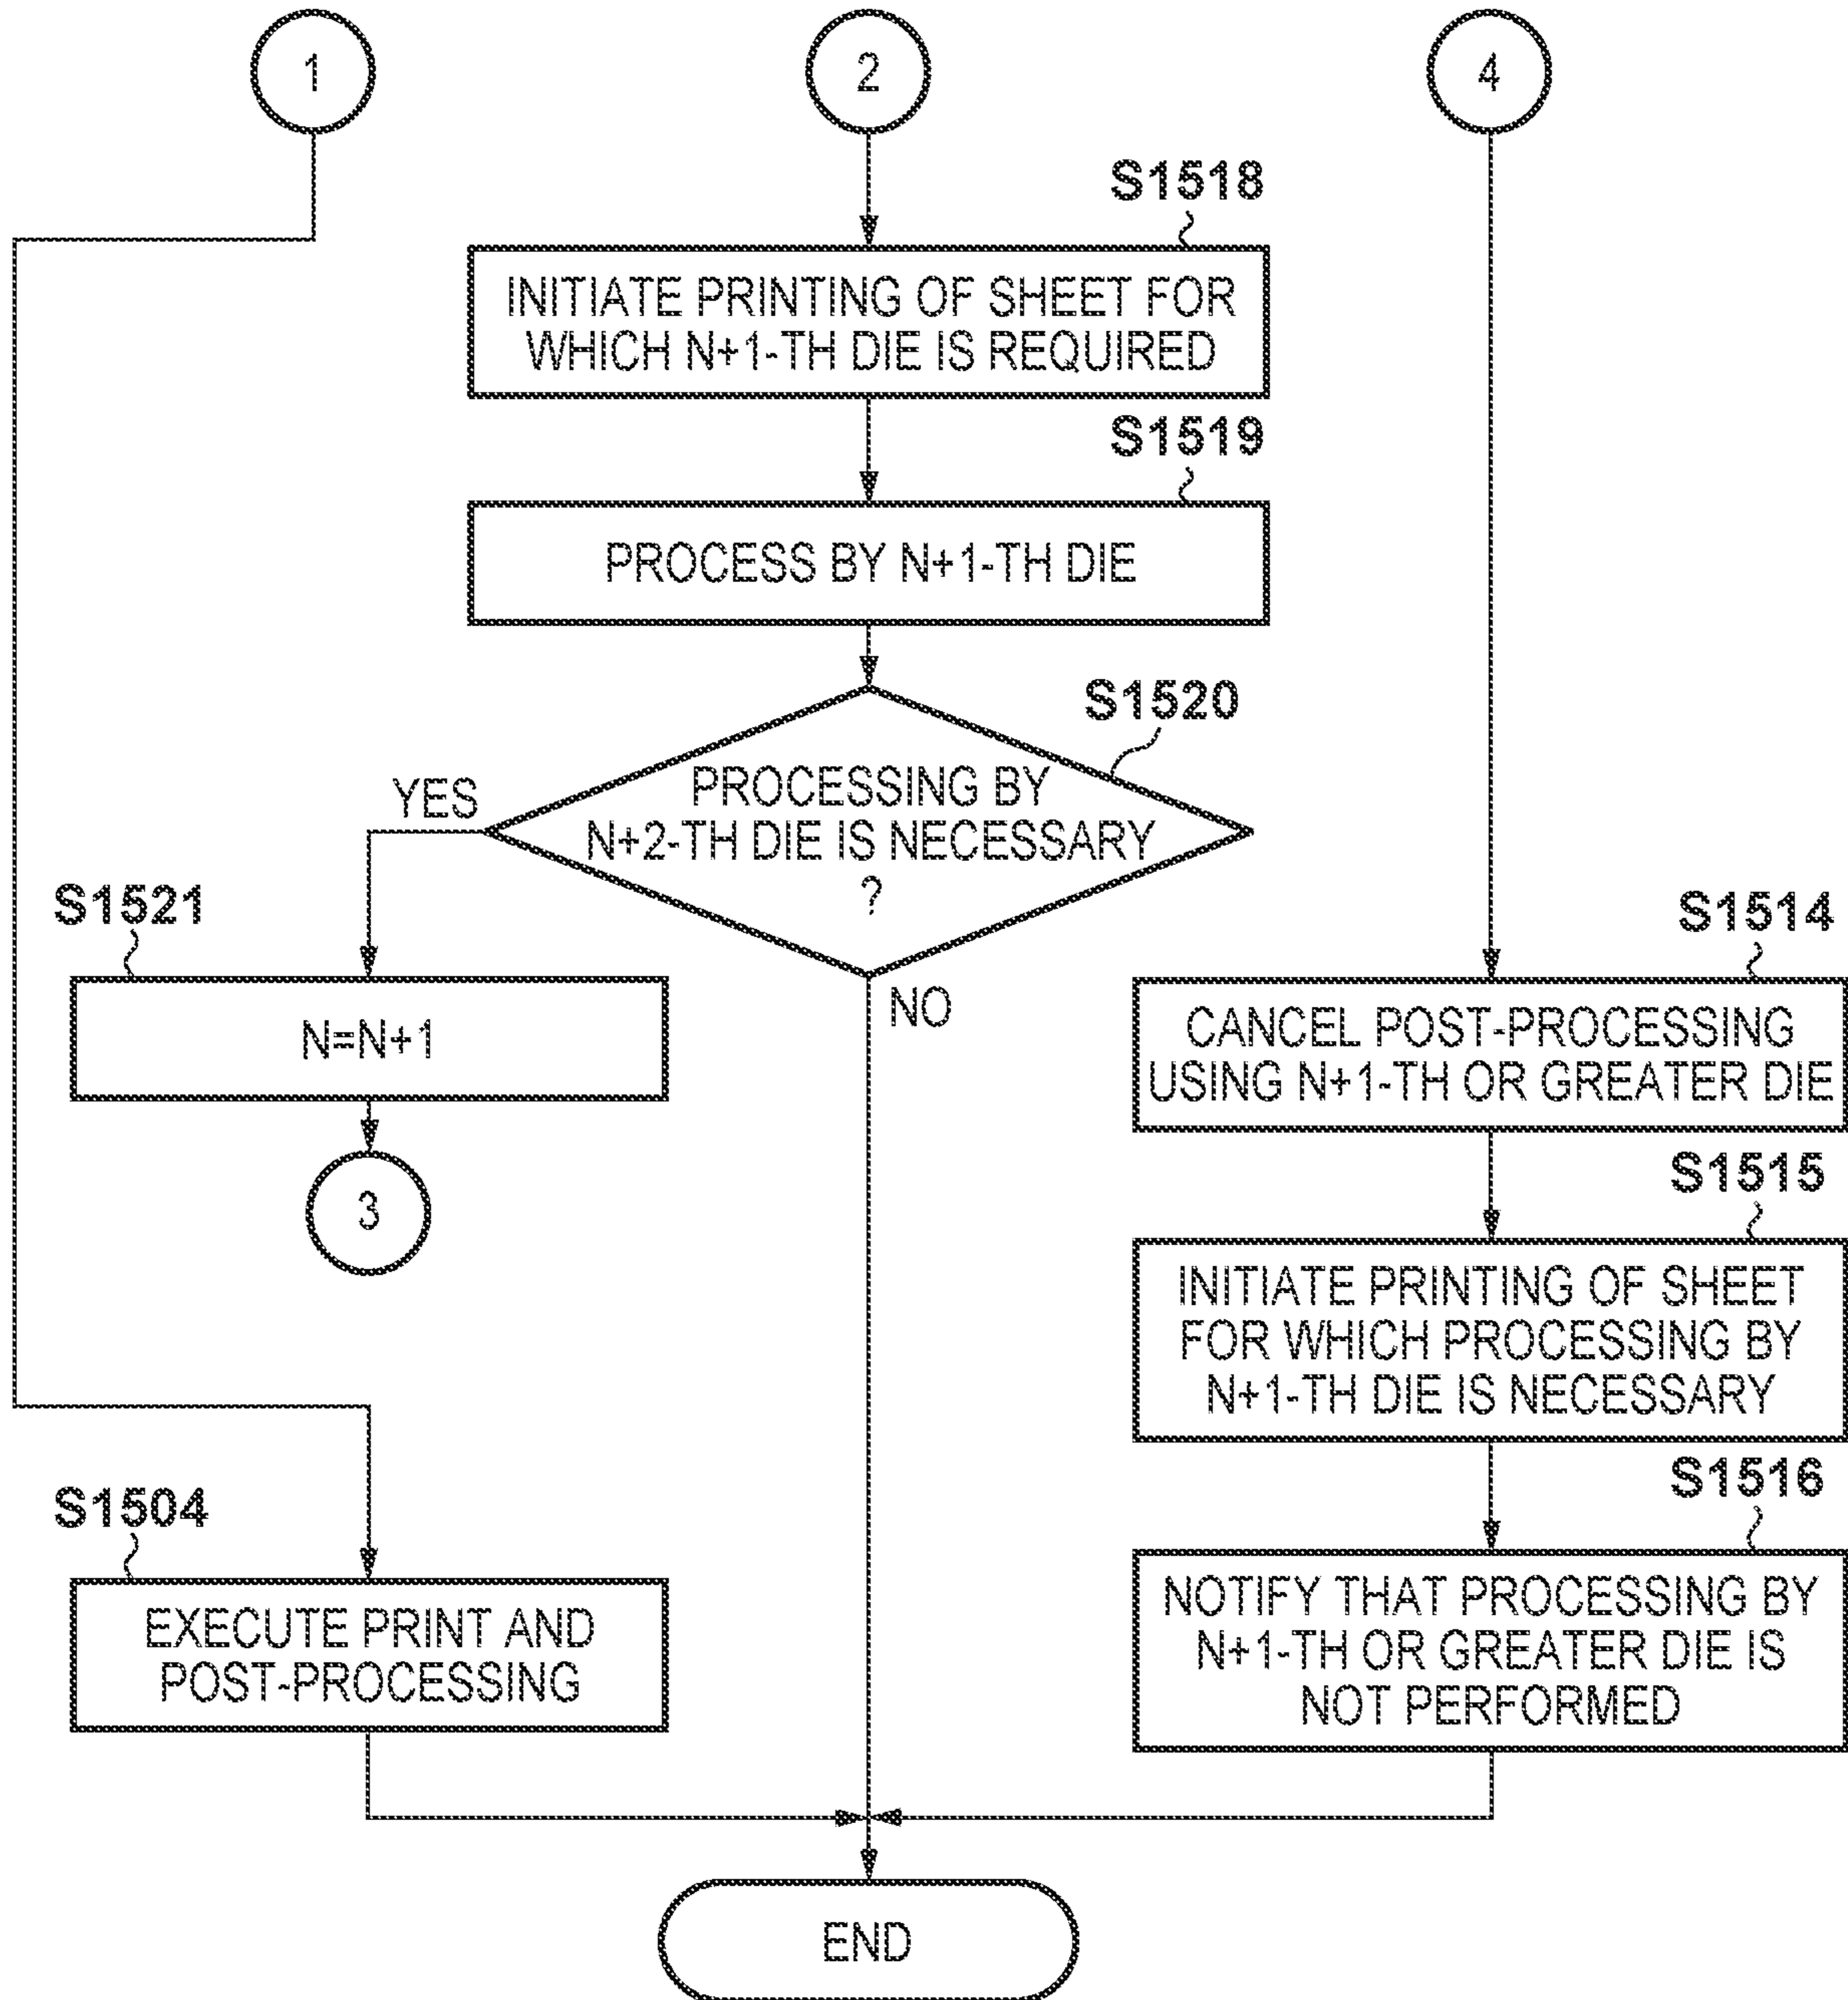 1
2
4
S1518
INITIATE PRINTING OF SHEET FOR
WHICH N+1-TH DIE IS REQUIRED
S1519
PROCESS BY N+1-TH DIE
S1520
PROCESSING BY
N+2-TH DIE IS NECESSARY
?
YES
NO
S1521
N=N+1
3
S1514
CANCEL POST-PROCESSING
USING N+1-TH OR GREATER DIE
S1515
INITIATE PRINTING OF SHEET
FOR WHICH PROCESSING BY
N+1-TH DIE IS NECESSARY
S1516
NOTIFY THAT PROCESSING BY
N+1-TH OR GREATER DIE IS
NOT PERFORMED
S1504
EXECUTE PRINT AND
POST-PROCESSING
END